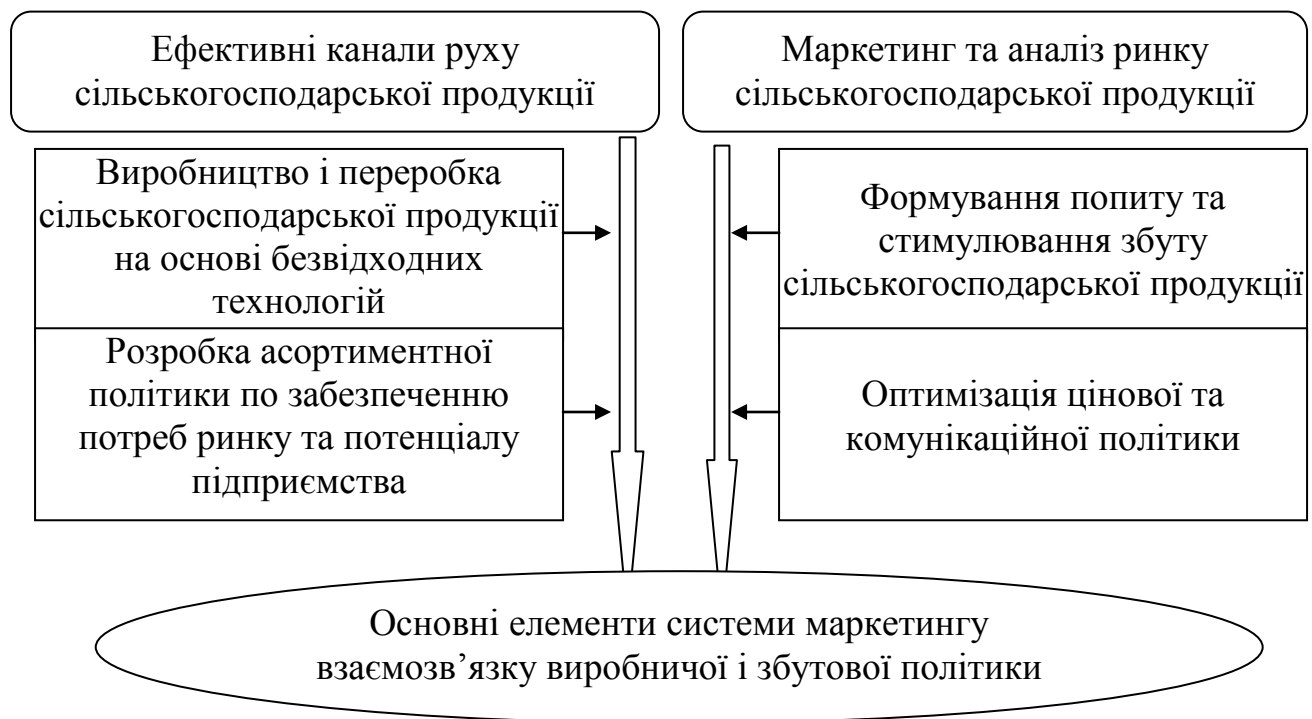 Ефективні канали руху
сільськогосподарської продукції
Маркетинг та аналіз ринку
сільськогосподарської продукції
Виробництво і переробка
сільськогосподарської продукції
на основі безвідходних
технологій
Формування попиту та
стимулювання збуту
сільськогосподарської продукції
Розробка асортиментної
політики по забезпеченню
потреб ринку та потенціалу
підприємства
Оптимізація цінової та
комунікаційної політики
Основні елементи системи маркетингу
взаємозв’язку виробничої і збутової політики